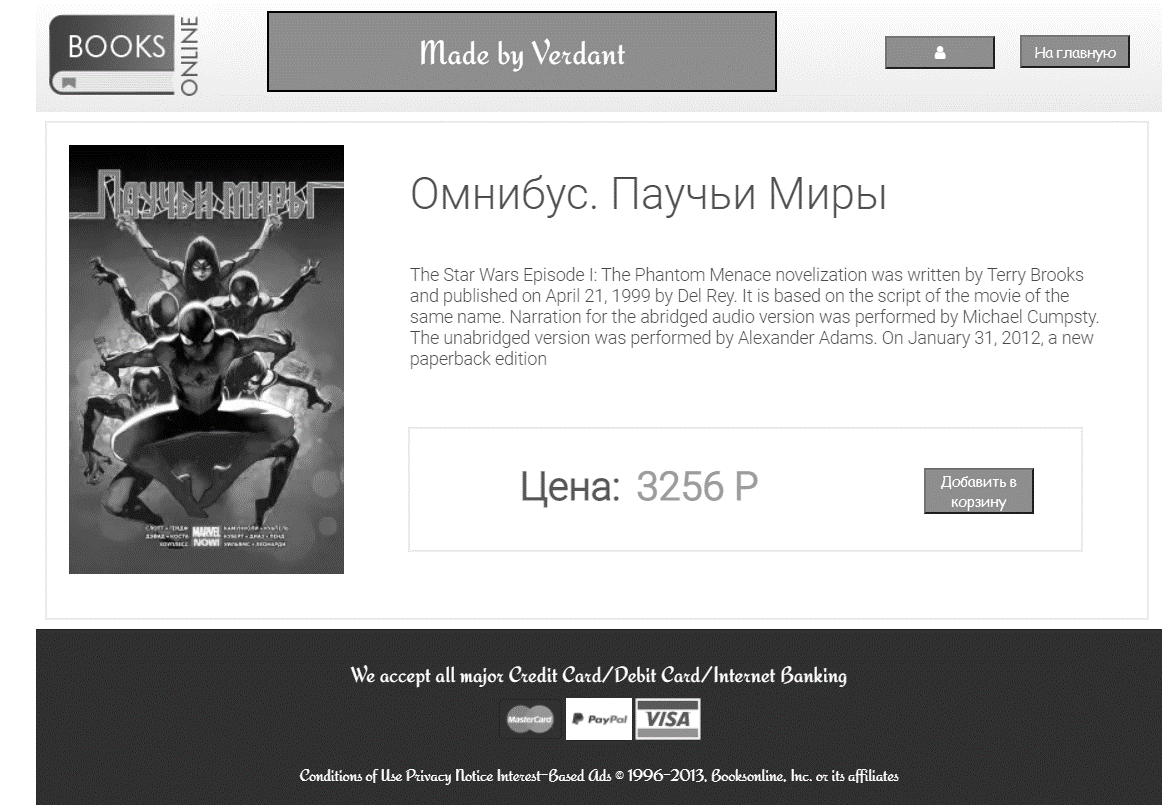 BOOKS
ONLINE
Made by Verdant
На главную
Паучьи миры
Омнибус. Паучьи Миры
The Star Wars Episode I: The Phantom Menace novelization was written by Terry Brooks
and published on April 21, 1999 by Del Rey. It is based on the script of the movie of the
same name. Narration for the abridged audio version was performed by Michael Cumpsty.
The unabridged version was performed by Alexander Adams. On January 31, 2012, a new
paperback edition
Цена: 3256 Р
Добавить в
корзину
MARVEL
NOW!
We accept all major Credit Card/Debit Card/Internet Banking
MasterCard
PayPal
VISA
Conditions of Use Privacy Notice Interest-Based Ads © 1996-2013, Booksonline, Inc. or its affiliates